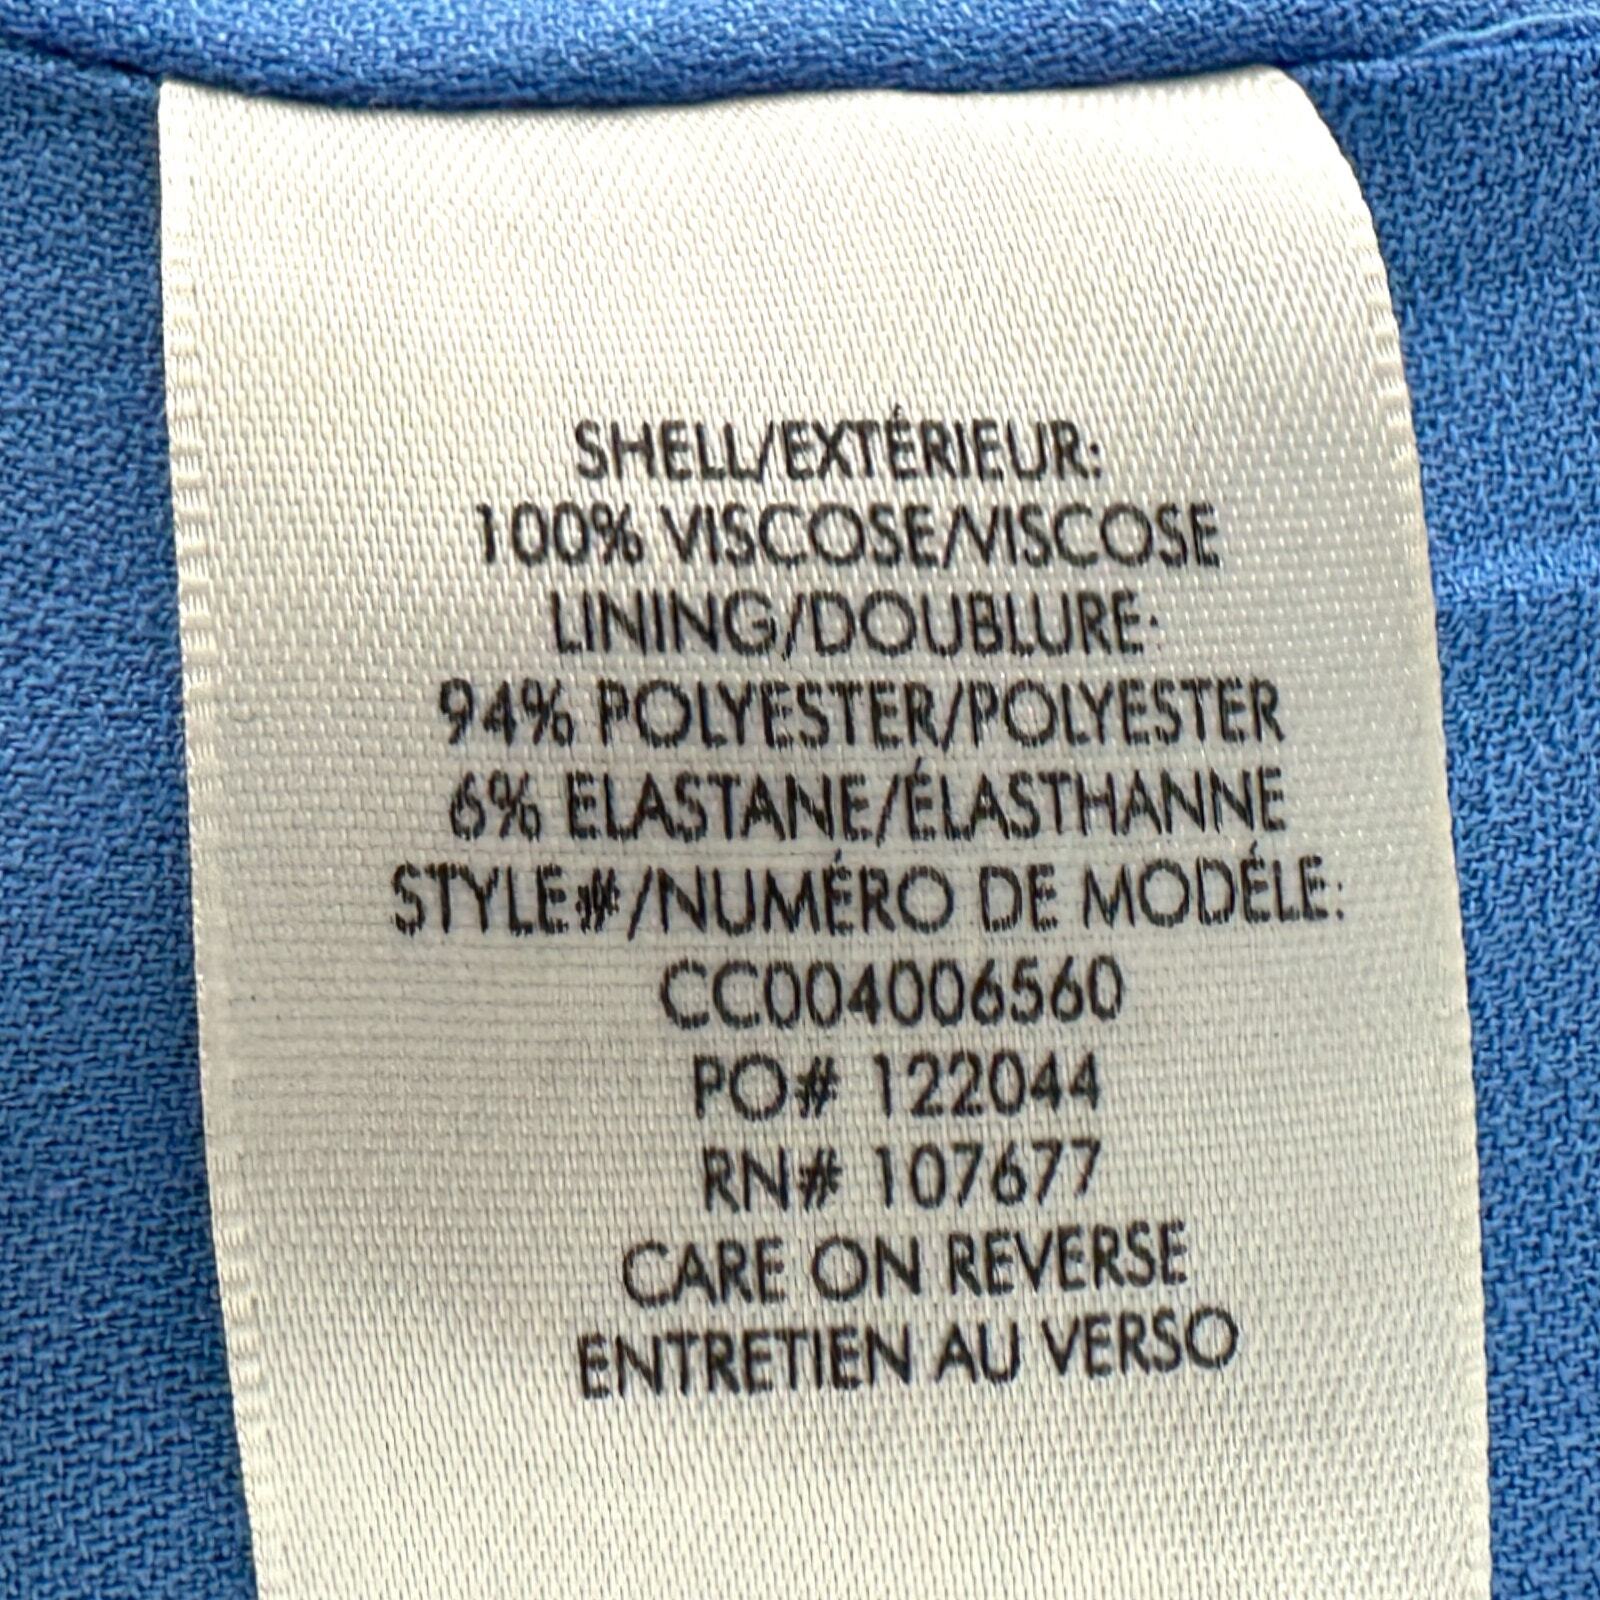 SHELL/EXTÉRIEUR:
100% VISCOSE/VISCOSE
LINING/DOUBLURE:
94% POLYESTER/POLYESTER
6% ELASTANE/ÉLASTHANNE
STYLE#/NUMÉRO DE MODÉLE:
CC004006560
PO# 122044
RN# 107677
CARE ON REVERSE
ENTRETIEN AU VERSO